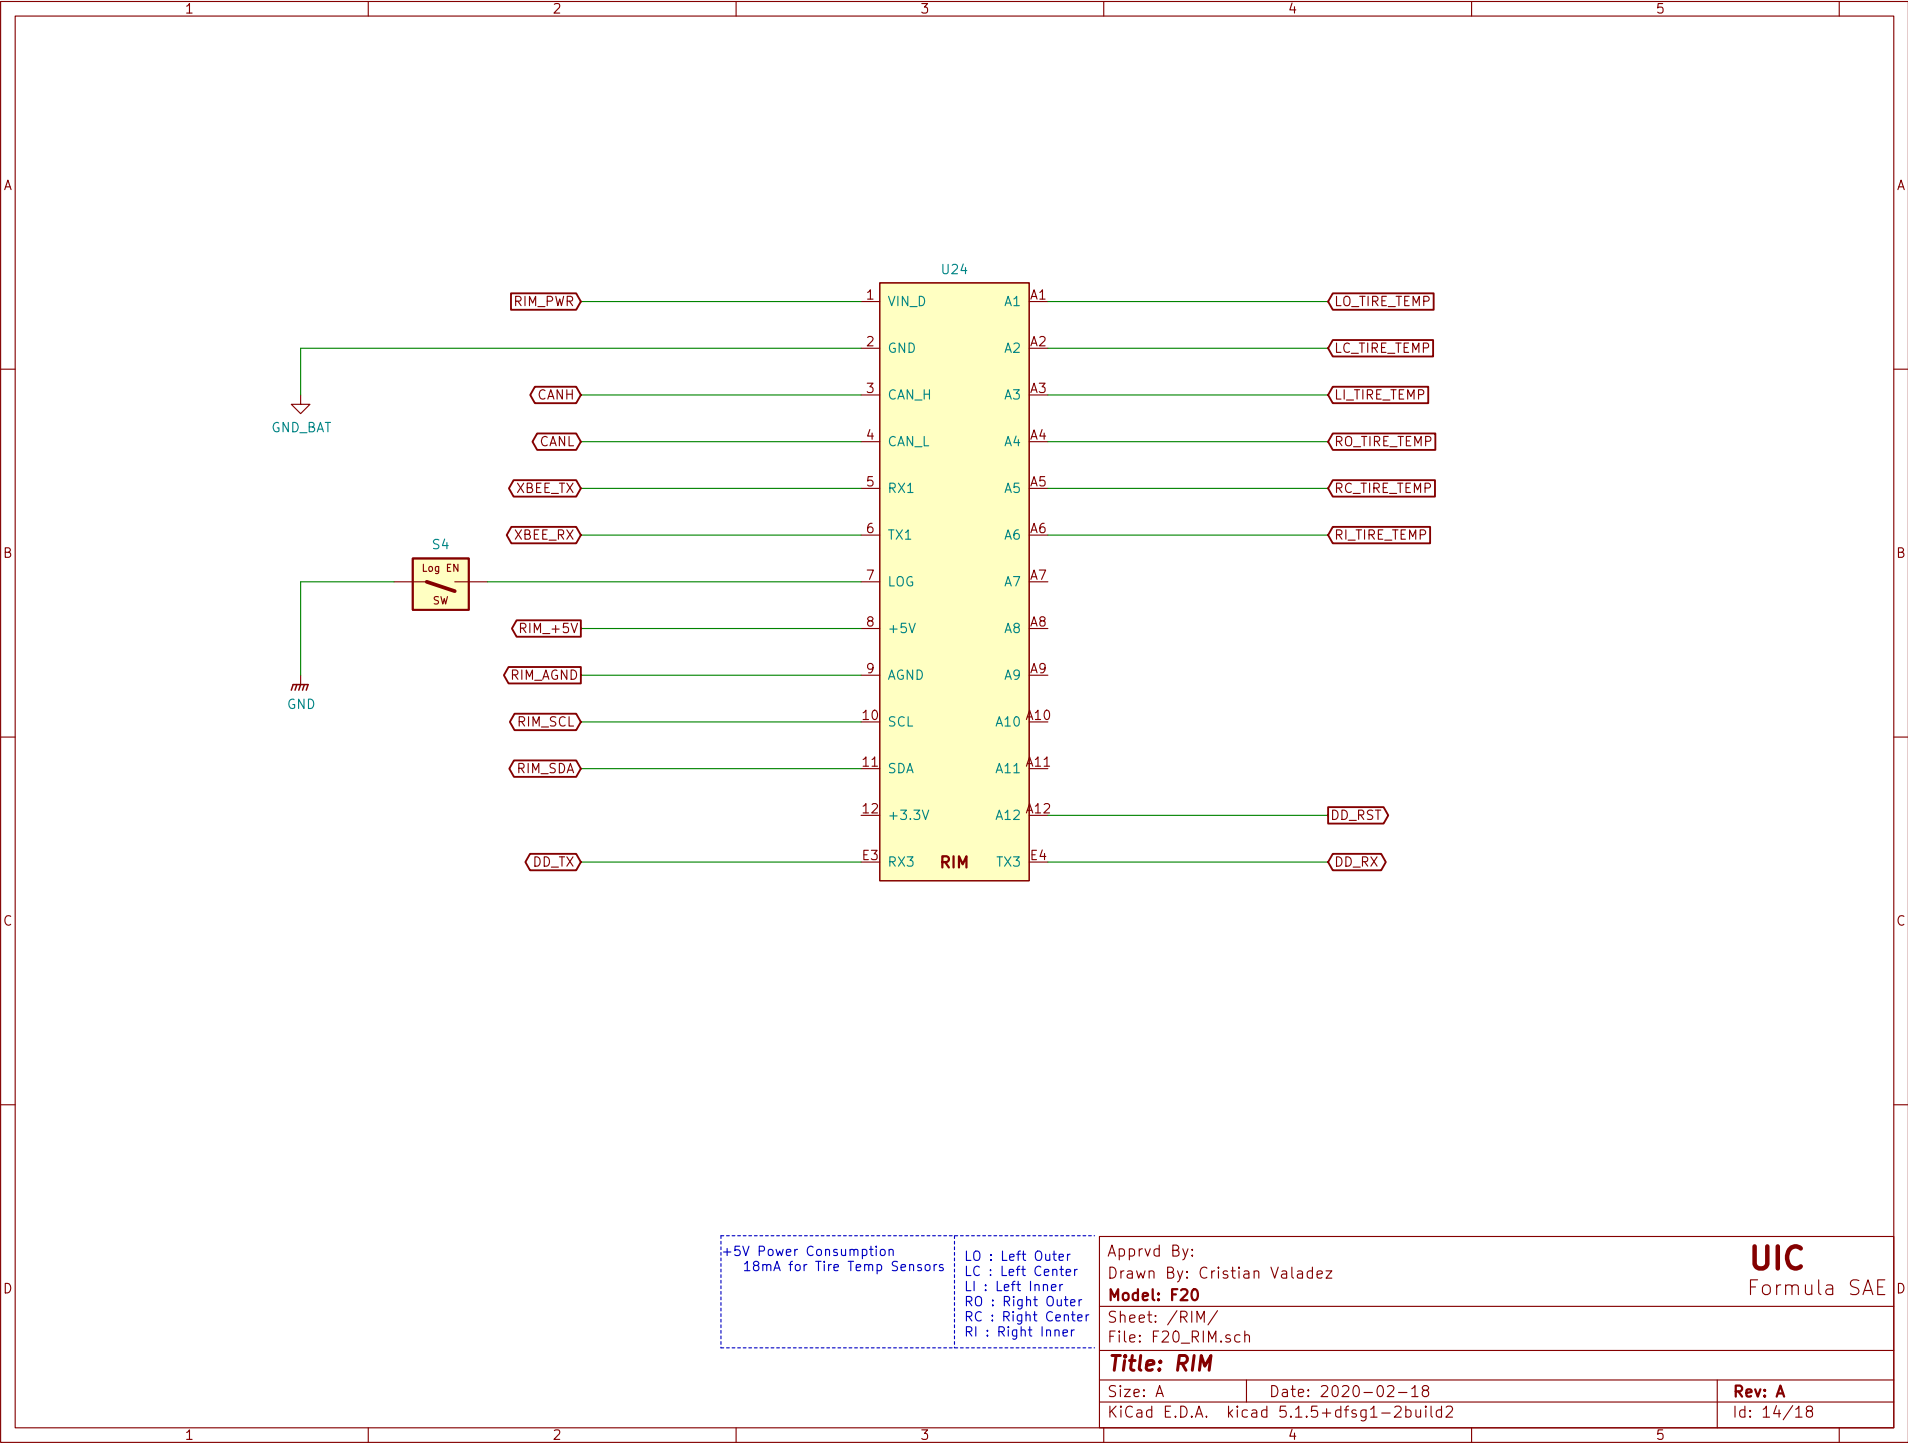 1 2 3 4 5
A A
B B
C C
D D
U24
RIM_PWR 1 VIN_D A1 A1 LO_TIRE_TEMP
2 GND A2 A2 LC_TIRE_TEMP
CANH 3 CAN_H A3 A3 LI_TIRE_TEMP
GND_BAT
CANL 4 CAN_L A4 A4 RO_TIRE_TEMP
XBEE_TX 5 RX1 A5 A5 RC_TIRE_TEMP
XBEE_RX 6 TX1 A6 A6 RI_TIRE_TEMP
S4
Log EN
SW
7 LOG A7 A7
RIM_+5V 8 +5V A8 A8
RIM_AGND 9 AGND A9 A9
GND
RIM_SCL 10 SCL A10 A10
RIM_SDA 11 SDA A11 A11
12 +3.3V A12 A12 DD_RST
DD_TX E3 RX3 RIM TX3 E4 DD_RX
+5V Power Consumption
18mA for Tire Temp Sensors
LO : Left Outer
LC : Left Center
LI : Left Inner
RO : Right Outer
RC : Right Center
RI : Right Inner
Apprvd By:
Drawn By: Cristian Valadez
Model: F20
UIC
Formula SAE
Sheet: /RIM/
File: F20_RIM.sch
Title: RIM
Size: A Date: 2020-02-18 Rev: A
KiCad E.D.A. kicad 5.1.5+dfsg1-2build2 Id: 14/18
1 2 3 4 5